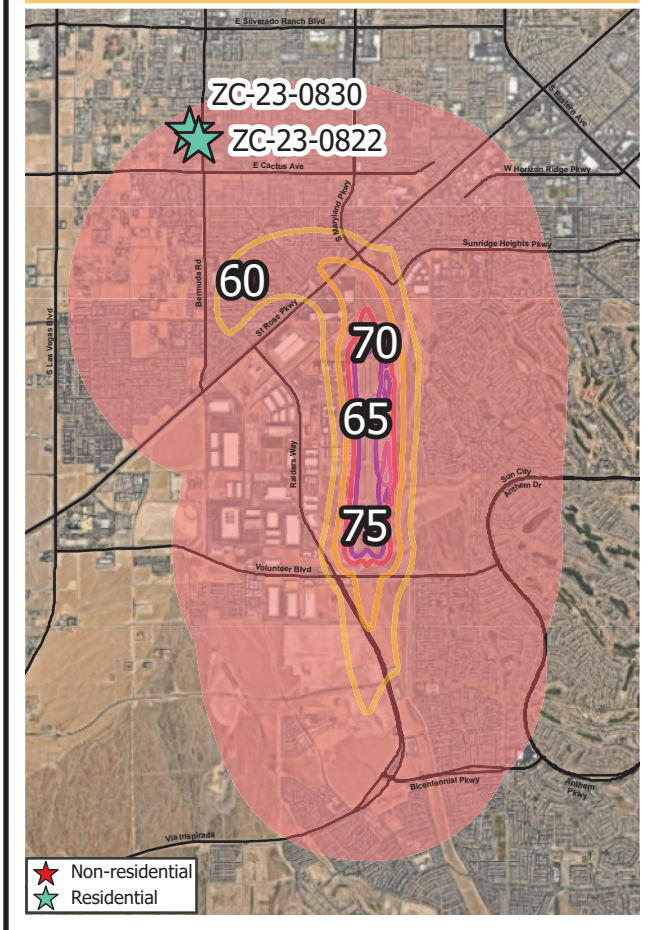 E Silverado Ranch Blvd
S Eastern Ave
ZC-23-0830
ZC-23-0822
E Cactus Ave
W Horizon Ridge Pkwy
S Maryland Pkwy
Sunridge Heights Pkwy
Bermuda Rd
60
St Rose Pkwy
S Las Vegas Blvd
70
65
Raiders Way
Sun City
Anthem Dr
75
Volunteer Blvd
Bicentennial Pkwy
Anthem
Pkwy
Via Inspirada
Non-residential
Residential